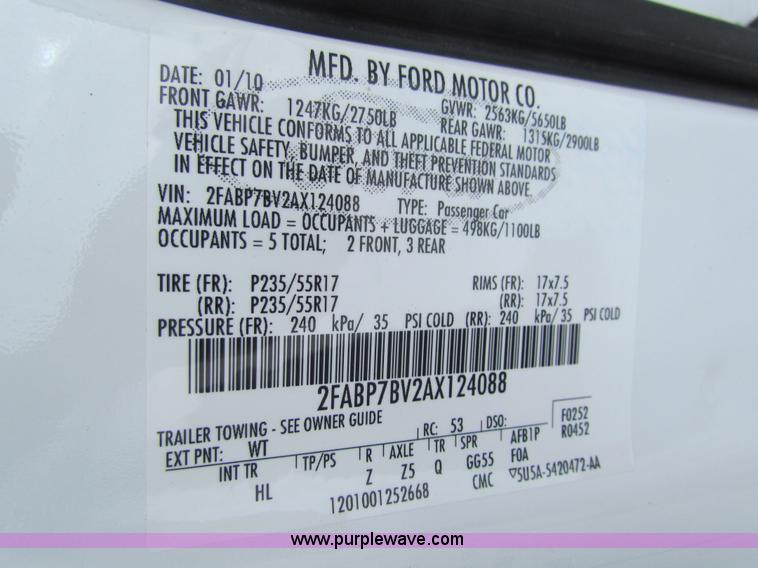 MFD. BY FORD MOTOR CO.
DATE: 01/10 GVWR: 2563KG/5650LB
FRONT GAWR: 1247KG/2750LB REAR GAWR: 1315KG/2900LB
THIS VEHICLE CONFORMS TO ALL APPLICABLE FEDERAL MOTOR
VEHICLE SAFETY, BUMPER, AND THEFT PREVENTION STANDARDS
IN EFFECT ON THE DATE OF MANUFACTURE SHOWN ABOVE.
VIN: 2FABP7BV2AX124088 TYPE: Passenger Car
MAXIMUM LOAD = OCCUPANTS + LUGGAGE = 498KG/1100LB
OCCUPANTS = 5 TOTAL; 2 FRONT, 3 REAR
TIRE (FR): P235/55R17 RIMS (FR): 17x7.5
(RR): P235/55R17 (RR): 17x7.5
PRESSURE (FR): 240 kPa/ 35 PSI COLD (RR): 240 kPa/ 35 PSI COLD
2FABP7BV2AX124088
TRAILER TOWING - SEE OWNER GUIDE
EXT PNT: WT RC: 53 DSO: F0252
INT TR TP/PS R AXLE TR SPR AFB1P R0452
HL Z Z5 Q GG55 F0A
1201001252668 CMC 5U5A-5420472-AA
www.purplewave.com